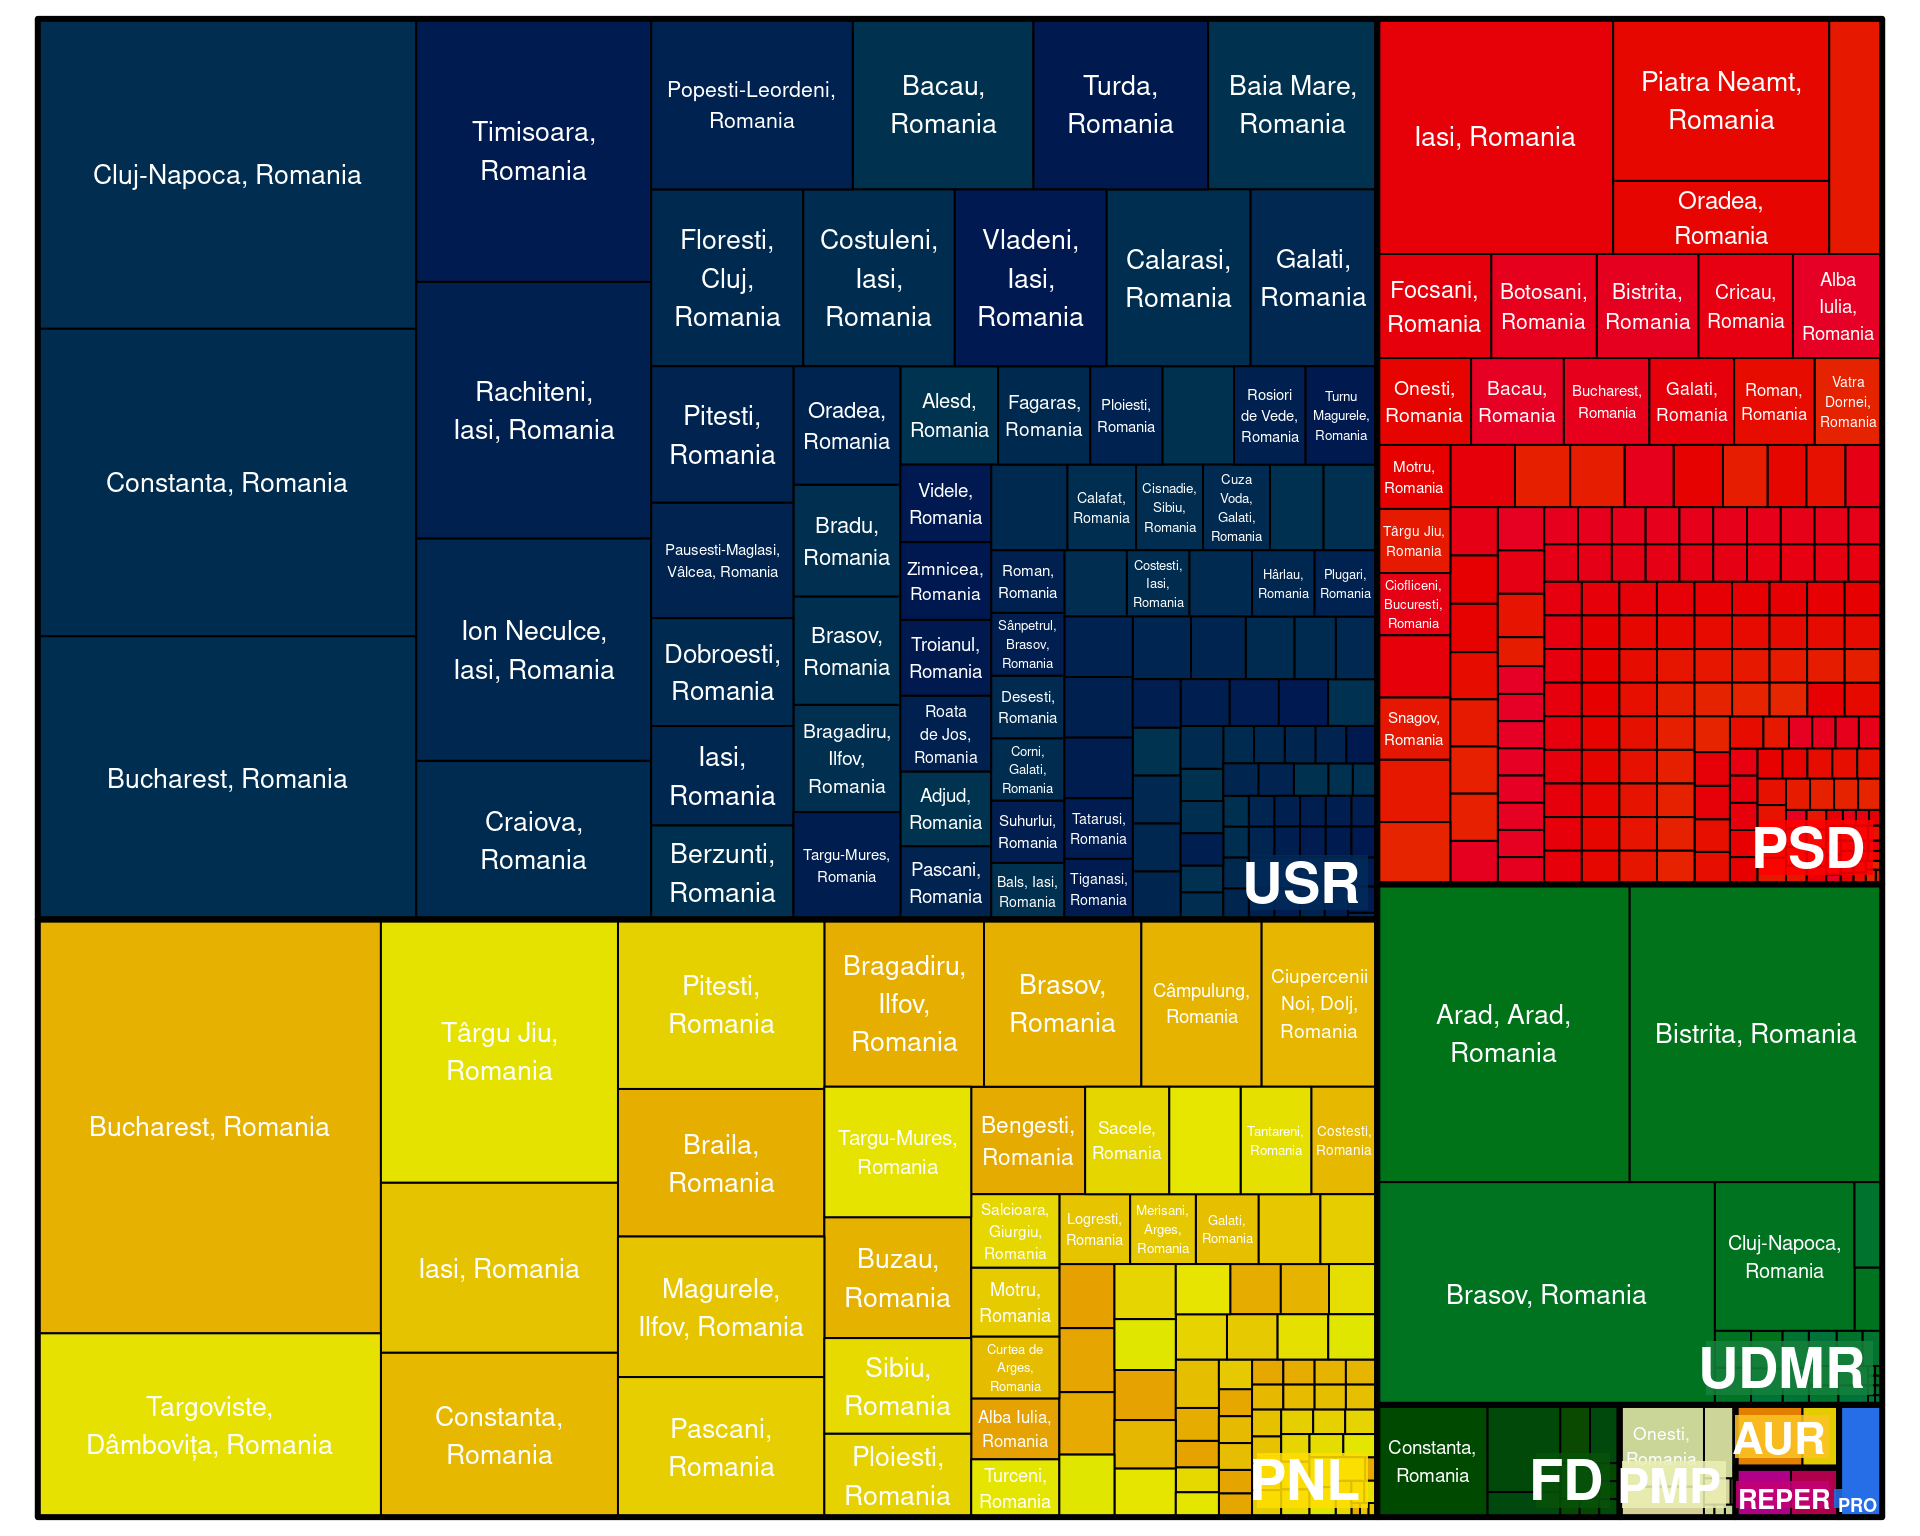 Cluj-Napoca, Romania
Constanta, Romania
Bucharest, Romania
Timisoara,
Romania
Rachiteni,
Iasi, Romania
Ion Neculce,
Iasi, Romania
Craiova,
Romania
Popesti-Leordeni,
Romania
Bacau,
Romania
Turda,
Romania
Baia Mare,
Romania
Floresti,
Cluj,
Romania
Costuleni,
Iasi,
Romania
Vladeni,
Iasi,
Romania
Calarasi,
Romania
Galati,
Romania
Pitesti,
Romania
Pausesti-Maglasi,
Vâlcea, Romania
Dobroesti,
Romania
Iasi,
Romania
Berzunti,
Romania
Oradea,
Romania
Bradu,
Romania
Brasov,
Romania
Bragadiru,
Ilfov,
Romania
Targu-Mures,
Romania
Alesd,
Romania
Fagaras,
Romania
Ploiesti,
Romania
Rosiori
de Vede,
Romania
Turnu
Magurele,
Romania
Videle,
Romania
Zimnicea,
Romania
Troianul,
Romania
Roata
de Jos,
Romania
Adjud,
Romania
Pascani,
Romania
Calafat,
Romania
Cisnadie,
Sibiu,
Romania
Cuza
Voda,
Galati,
Romania
Roman,
Romania
Costesti,
Iasi,
Romania
Hârlau,
Romania
Plugari,
Romania
Sânpetrul,
Brasov,
Romania
Desesti,
Romania
Corni,
Galati,
Romania
Suhurlui,
Romania
Bals, Iasi,
Romania
Tatarusi,
Romania
Tiganasi,
Romania
USR
Iasi, Romania
Piatra Neamt,
Romania
Oradea,
Romania
Focsani,
Romania
Botosani,
Romania
Bistrita,
Romania
Cricau,
Romania
Alba
Iulia,
Romania
Onesti,
Romania
Bacau,
Romania
Bucharest,
Romania
Galati,
Romania
Roman,
Romania
Vatra
Dornei,
Romania
Motru,
Romania
Târgu Jiu,
Romania
Ciofliceni,
Bucuresti,
Romania
Snagov,
Romania
PSD
Bucharest, Romania
Targoviste,
Dâmbovița, Romania
Târgu Jiu,
Romania
Iasi, Romania
Constanta,
Romania
Pitesti,
Romania
Braila,
Romania
Magurele,
Ilfov, Romania
Pascani,
Romania
Bragadiru,
Ilfov,
Romania
Brasov,
Romania
Câmpulung,
Romania
Ciupercenii
Noi, Dolj,
Romania
Targu-Mures,
Romania
Buzau,
Romania
Sibiu,
Romania
Ploiesti,
Romania
Bengesti,
Romania
Sacele,
Romania
Tantareni,
Romania
Costesti,
Romania
Salcioara,
Giurgiu,
Romania
Logresti,
Romania
Merisani,
Arges,
Romania
Galati,
Romania
Motru,
Romania
Curtea de
Arges,
Romania
Alba Iulia,
Romania
Turceni,
Romania
PNL
Arad, Arad,
Romania
Bistrita, Romania
Brasov, Romania
Cluj-Napoca,
Romania
UDMR
Constanta,
Romania
FD
Onesti,
Romania
PMP
AUR
REPER
PRO